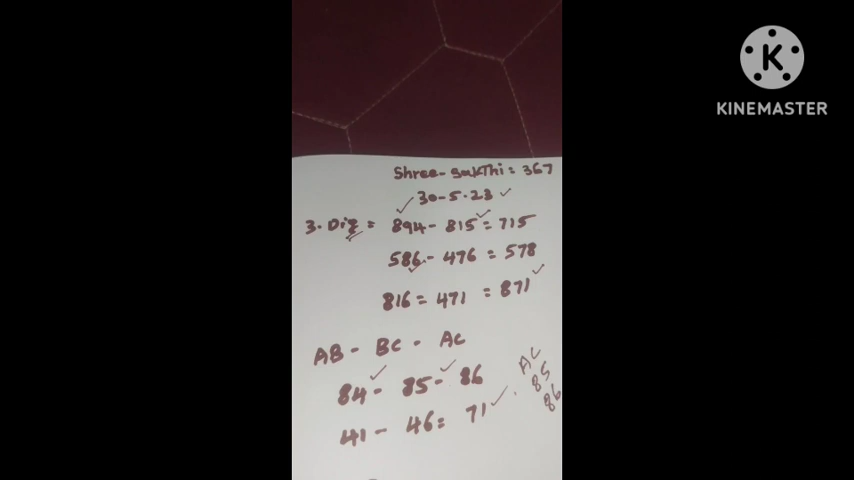 KINEMASTER
Shree-SakThi = 367
30-5-23
3. Dig = 894 - 815 = 715
586 - 476 = 578
816 = 471 = 871
AB - BC - AC
84 - 85 - 86
41 - 46 = 71
AC
85
86